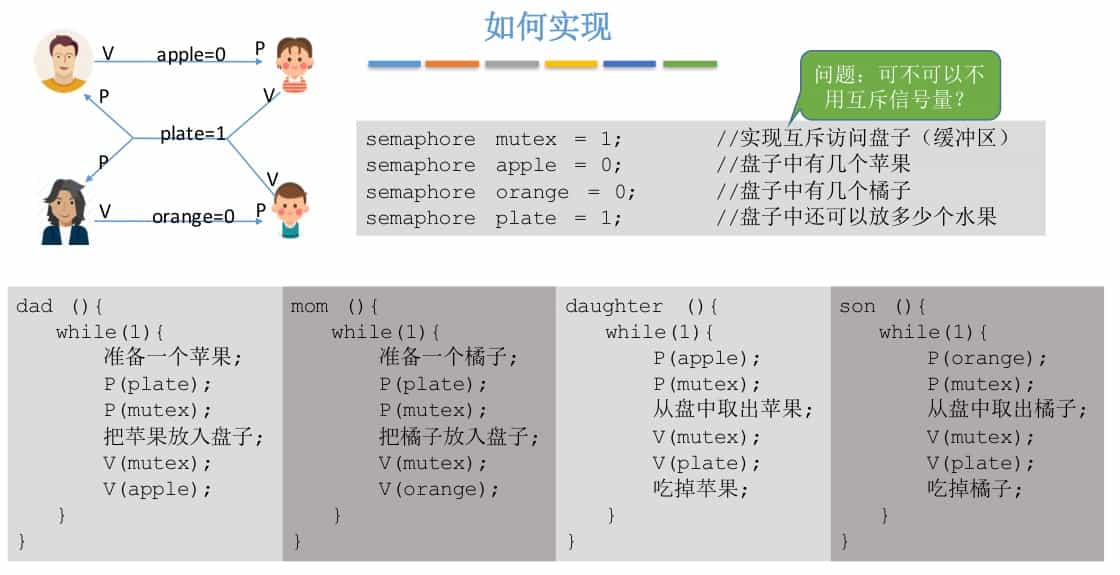 如何实现
V apple=0 P
P V
plate=1
P V
V orange=0 P
问题：可不可以不
用互斥信号量？
semaphore mutex = 1; //实现互斥访问盘子（缓冲区）
semaphore apple = 0; //盘子中有几个苹果
semaphore orange = 0; //盘子中有几个橘子
semaphore plate = 1; //盘子中还可以放多少个水果
dad (){
while(1){
准备一个苹果;
P(plate);
P(mutex);
把苹果放入盘子;
V(mutex);
V(apple);
}
}
mom (){
while(1){
准备一个橘子;
P(plate);
P(mutex);
把橘子放入盘子;
V(mutex);
V(orange);
}
}
daughter (){
while(1){
P(apple);
P(mutex);
从盘中取出苹果;
V(mutex);
V(plate);
吃掉苹果;
}
}
son (){
while(1){
P(orange);
P(mutex);
从盘中取出橘子;
V(mutex);
V(plate);
吃掉橘子;
}
}